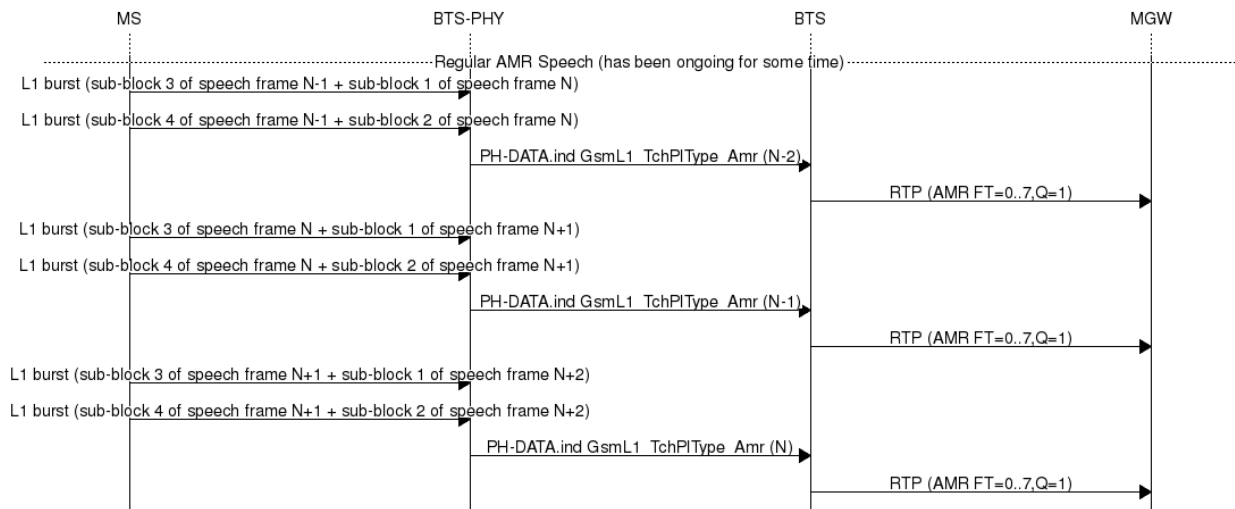 MS BTS-PHY BTS MGW
Regular AMR Speech (has been ongoing for some time)
L1 burst (sub-block 3 of speech frame N-1 + sub-block 1 of speech frame N)
L1 burst (sub-block 4 of speech frame N-1 + sub-block 2 of speech frame N)
PH-DATA.ind GsmL1_TchPlType_Amr (N-2)
RTP (AMR FT=0..7,Q=1)
L1 burst (sub-block 3 of speech frame N + sub-block 1 of speech frame N+1)
L1 burst (sub-block 4 of speech frame N + sub-block 2 of speech frame N+1)
PH-DATA.ind GsmL1_TchPlType_Amr (N-1)
RTP (AMR FT=0..7,Q=1)
L1 burst (sub-block 3 of speech frame N+1 + sub-block 1 of speech frame N+2)
L1 burst (sub-block 4 of speech frame N+1 + sub-block 2 of speech frame N+2)
PH-DATA.ind GsmL1_TchPlType_Amr (N)
RTP (AMR FT=0..7,Q=1)